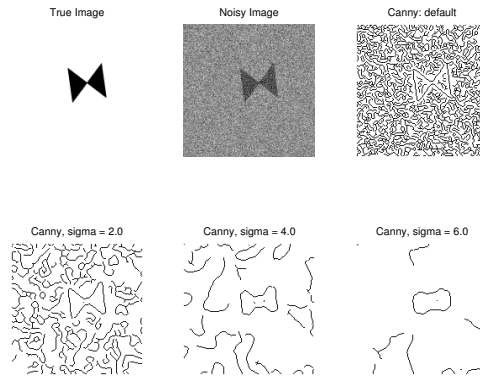 True Image
Noisy Image
Canny: default
Canny, sigma = 2.0
Canny, sigma = 4.0
Canny, sigma = 6.0